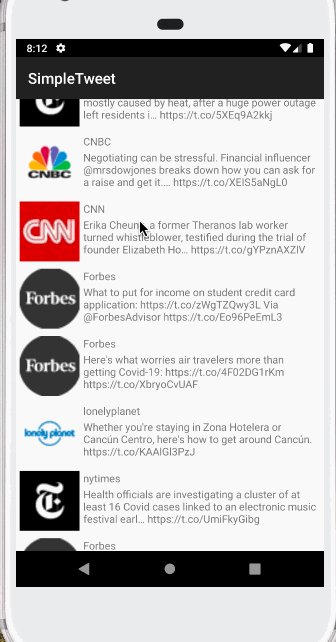 8:12
SimpleTweet
mostly caused by heat, after a huge power outage
left residents i... https://t.co/5XEq9A2kkj
CNBC
CNBC
Negotiating can be stressful. Financial influencer
@mrsdowjones breaks down how you can ask for
a raise and get it.... https://t.co/XEIS5aNgL0
CNN
CNN
Erika Cheung, a former Theranos lab worker
turned whistleblower, testified during the trial of
founder Elizabeth Ho... https://t.co/gYPznAXZlV
Forbes
Forbes
What to put for income on student credit card
application: https://t.co/zWgTZQwy3L Via
@ForbesAdvisor https://t.co/Eo96PeEmL3
Forbes
Forbes
Here's what worries air travelers more than
getting Covid-19: https://t.co/4F02DG1rKm
https://t.co/XbryoCvUAF
lonelyplanet
lonely planet
Whether you're staying in Zona Hotelera or
Cancún Centro, here's how to get around Cancún.
https://t.co/KAAlGl3PzJ
nytimes
Health officials are investigating a cluster of at
least 16 Covid cases linked to an electronic music
festival earl... https://t.co/UmiFkyGibg
Forbes